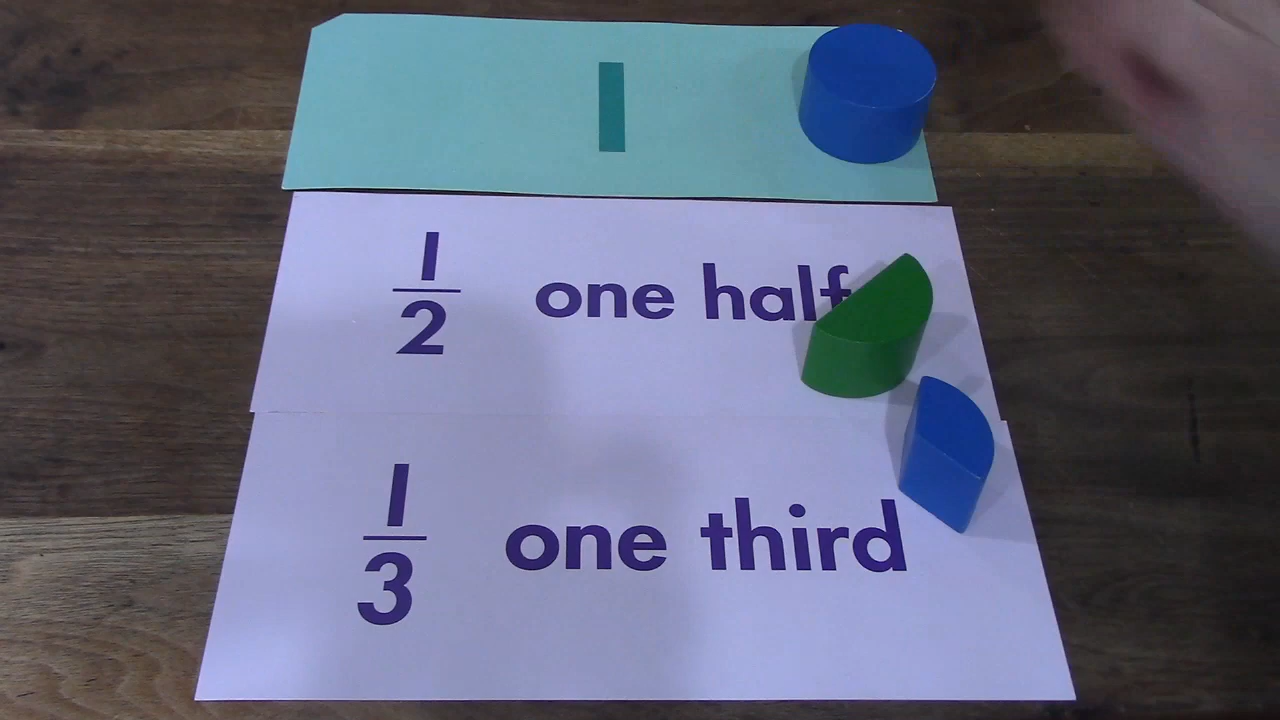 1
1/2 one half
1/3 one third